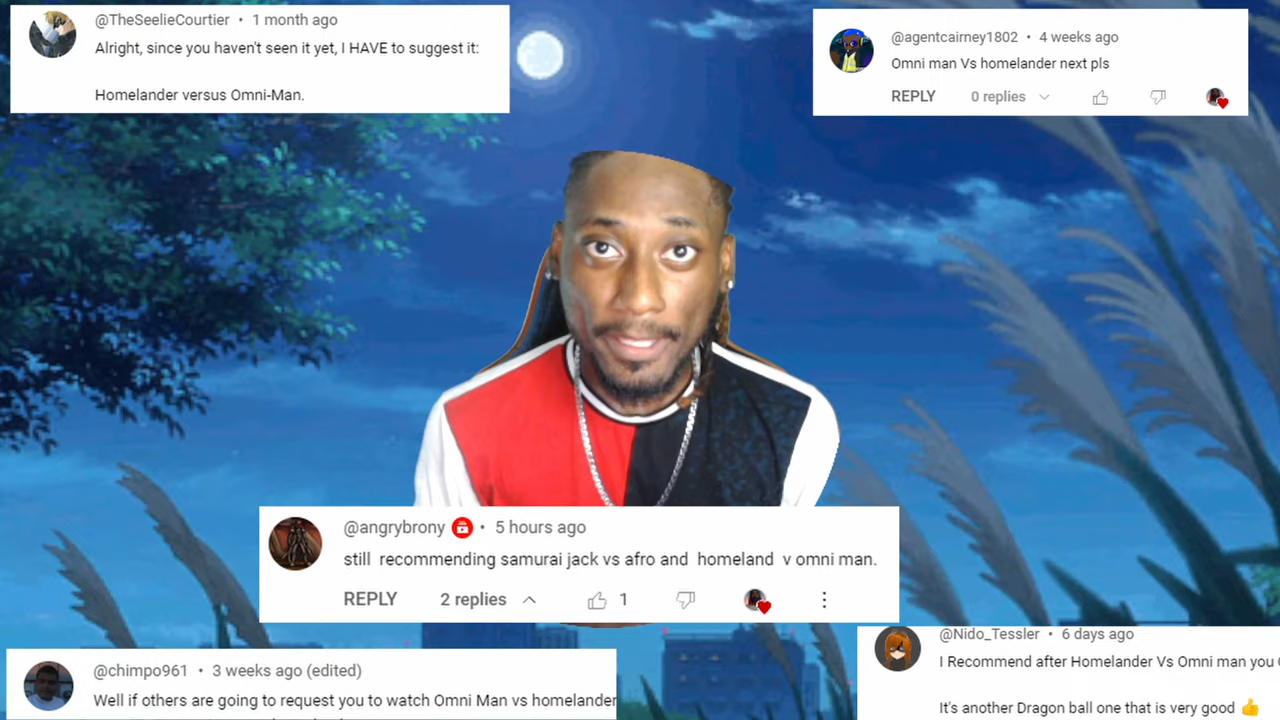 @TheSeelieCourtier • 1 month ago
Alright, since you haven't seen it yet, I HAVE to suggest it:
Homelander versus Omni-Man.
@agentcairney1802 • 4 weeks ago
Omni man Vs homelander next pls
REPLY 0 replies
@angrybrony • 5 hours ago
still recommending samurai jack vs afro and homeland v omni man.
REPLY 2 replies 1
@chimpo961 • 3 weeks ago (edited)
Well if others are going to request you to watch Omni Man vs homelander
@Nido_Tessler • 6 days ago
I Recommend after Homelander Vs Omni man you
It's another Dragon ball one that is very good 👍